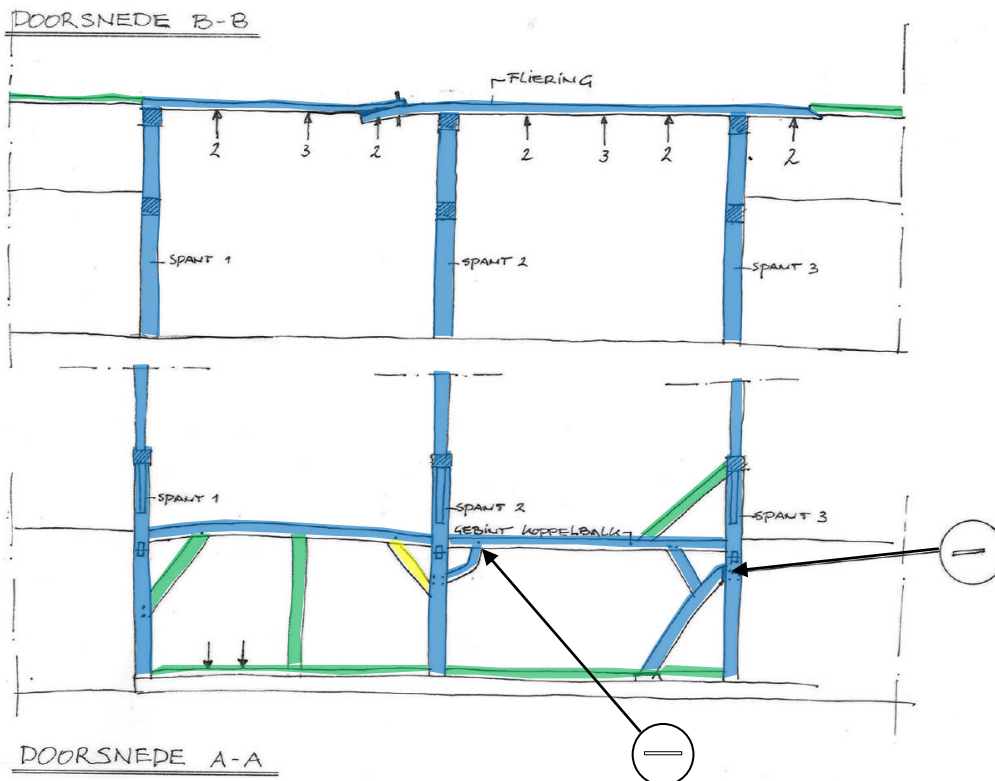 DOORSNEDE B-B
FLIERING
2 3 2 2 3 2 2
SPANT 1
SPANT 2
SPANT 3
SPANT 1
SPANT 2
GEBINT KOPPELBALK
SPANT 3
DOORSNEDE A-A